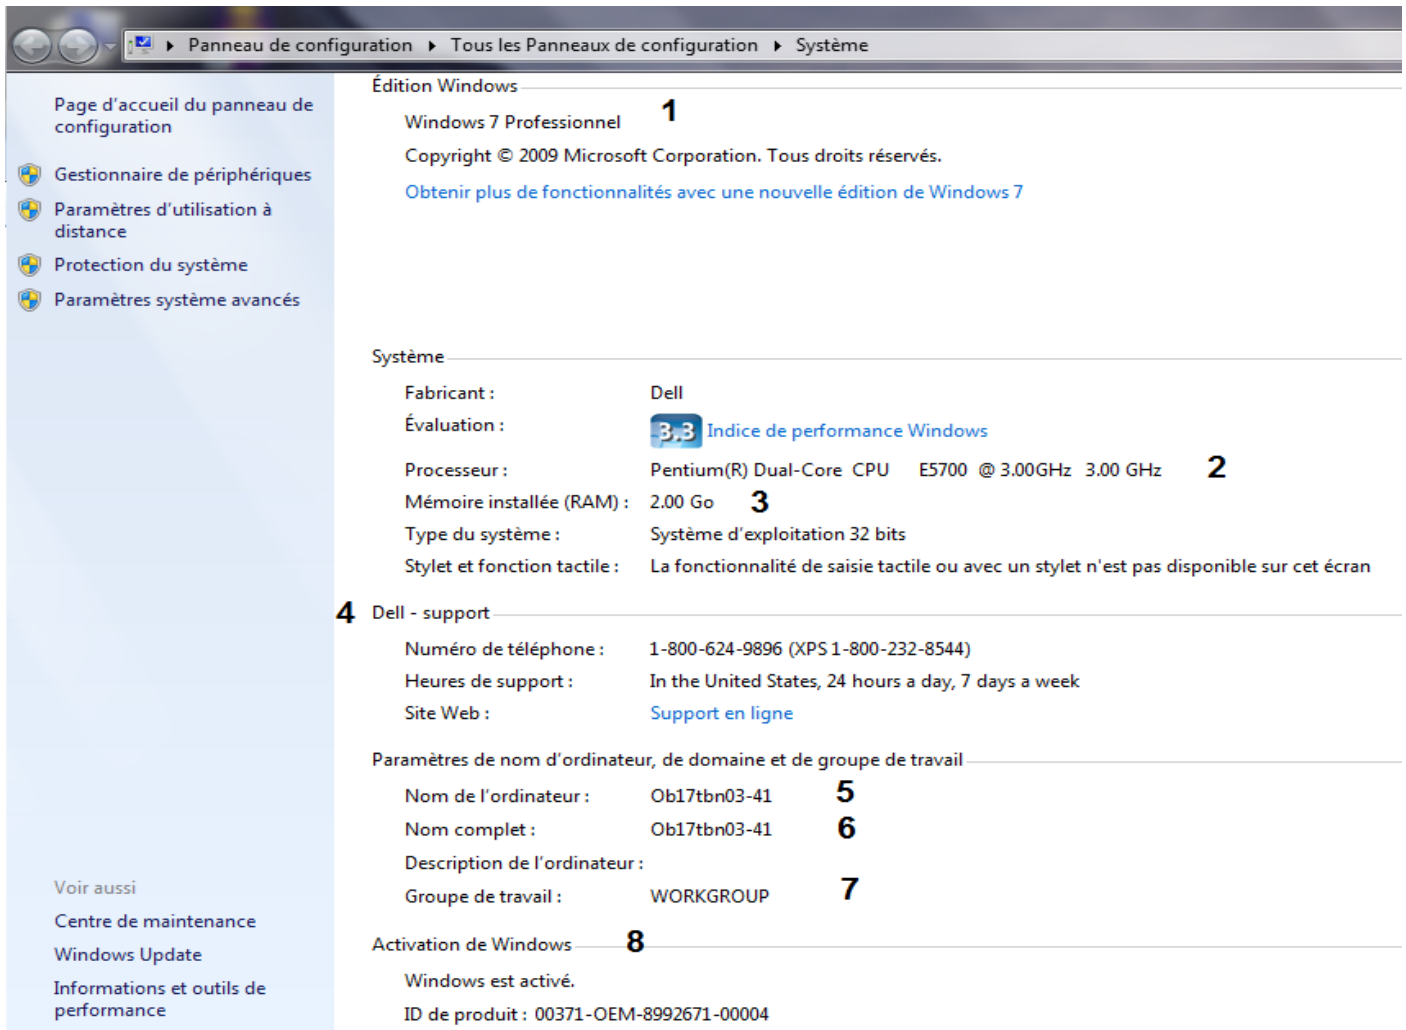 Panneau de configuration ▸ Tous les Panneaux de configuration ▸ Système
Page d'accueil du panneau de
configuration
Gestionnaire de périphériques
Paramètres d'utilisation à
distance
Protection du système
Paramètres système avancés
Voir aussi
Centre de maintenance
Windows Update
Informations et outils de
performance
Édition Windows
1
Windows 7 Professionnel
Copyright © 2009 Microsoft Corporation. Tous droits réservés.
Obtenir plus de fonctionnalités avec une nouvelle édition de Windows 7
Système
Fabricant : Dell
Évaluation : 3,3 Indice de performance Windows
Processeur : Pentium(R) Dual-Core CPU E5700 @ 3.00GHz 3.00 GHz 2
Mémoire installée (RAM) : 2.00 Go 3
Type du système : Système d'exploitation 32 bits
Stylet et fonction tactile : La fonctionnalité de saisie tactile ou avec un stylet n'est pas disponible sur cet écran
4 Dell - support
Numéro de téléphone : 1-800-624-9896 (XPS 1-800-232-8544)
Heures de support : In the United States, 24 hours a day, 7 days a week
Site Web : Support en ligne
Paramètres de nom d'ordinateur, de domaine et de groupe de travail
Nom de l'ordinateur : Ob17tbn03-41 5
Nom complet : Ob17tbn03-41 6
Description de l'ordinateur :
Groupe de travail : WORKGROUP 7
Activation de Windows 8
Windows est activé.
ID de produit : 00371-OEM-8992671-00004